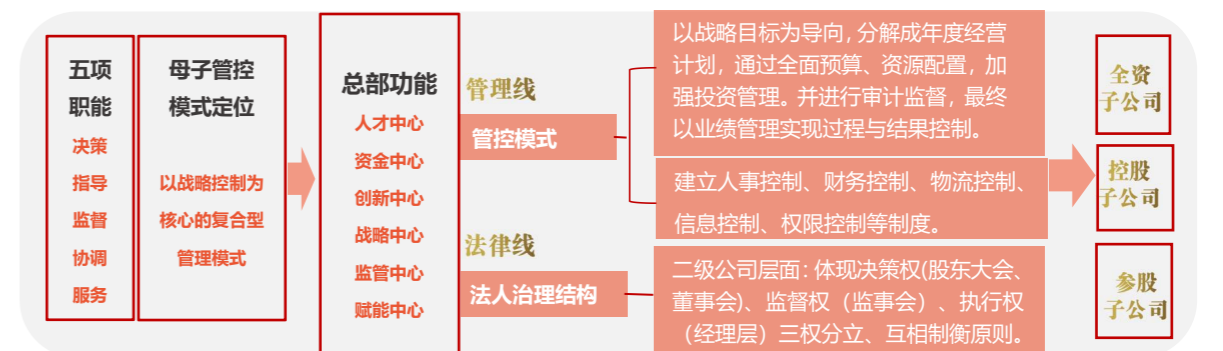 五项
职能
决策
指导
监督
协调
服务
母子管控
模式定位
以战略控制为
核心的复合型
管理模式
总部功能
人才中心
资金中心
创新中心
战略中心
监管中心
赋能中心
管理线
管控模式
以战略目标为导向，分解成年度经营
计划，通过全面预算、资源配置，加
强投资管理。并进行审计监督，最终
以业绩管理实现过程与结果控制。
建立人事控制、财务控制、物流控制、
信息控制、权限控制等制度。
法律线
法人治理结构
二级公司层面：体现决策权(股东大会、
董事会)、监督权（监事会）、执行权
（经理层）三权分立、互相制衡原则。
全资
子公司
控股
子公司
参股
子公司